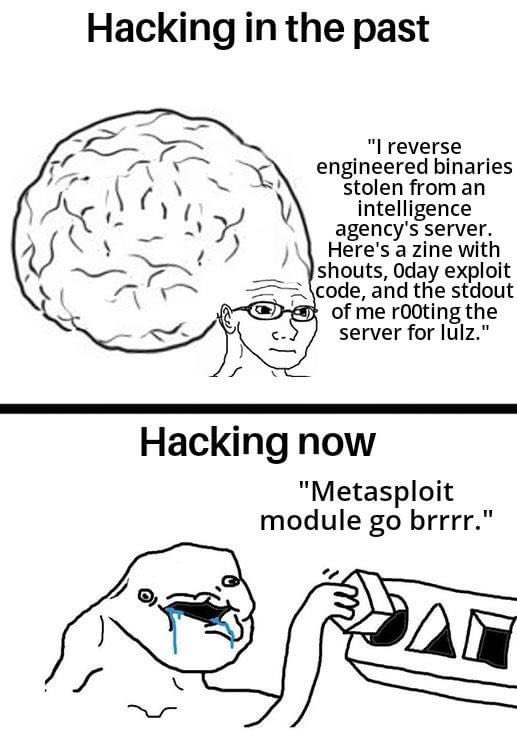 Hacking in the past
"I reverse
engineered binaries
stolen from an
intelligence
agency's server.
Here's a zine with
shouts, 0day exploit
code, and the stdout
of me r00ting the
server for lulz."
Hacking now
"Metasploit
module go brrrr."